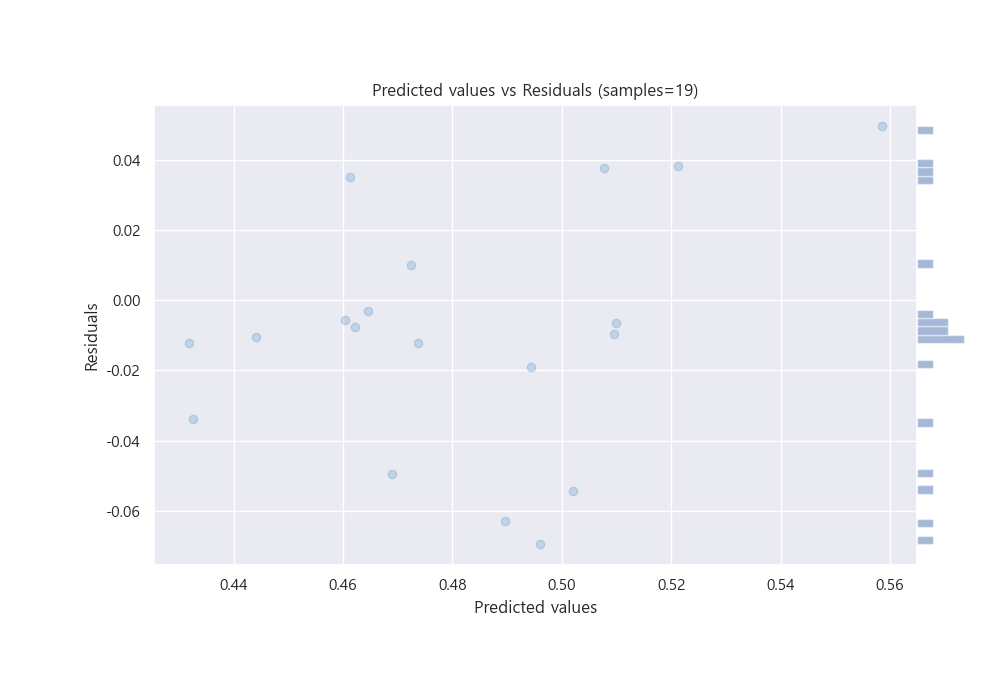 Predicted values vs Residuals (samples=19)
0.04
0.02
0.00
-0.02
-0.04
-0.06
Residuals
0.44 0.46 0.48 0.50 0.52 0.54 0.56
Predicted values